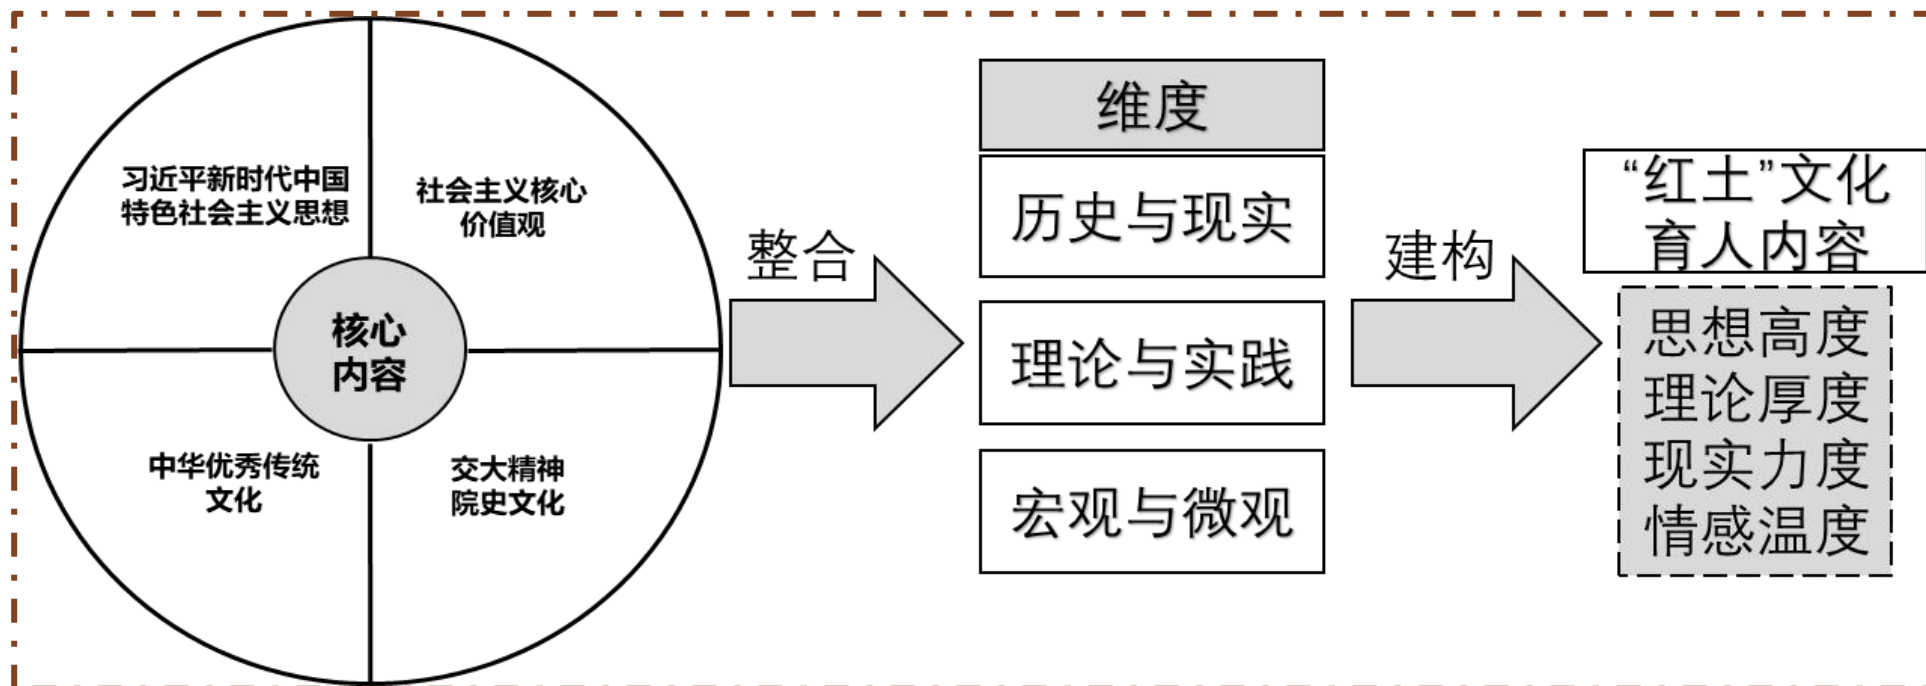 习近平新时代中国
特色社会主义思想
社会主义核心
价值观
核心
内容
中华优秀传统
文化
交大精神
院史文化
整合
维度
历史与现实
理论与实践
宏观与微观
建构
“红土”文化
育人内容
思想高度
理论厚度
现实力度
情感温度